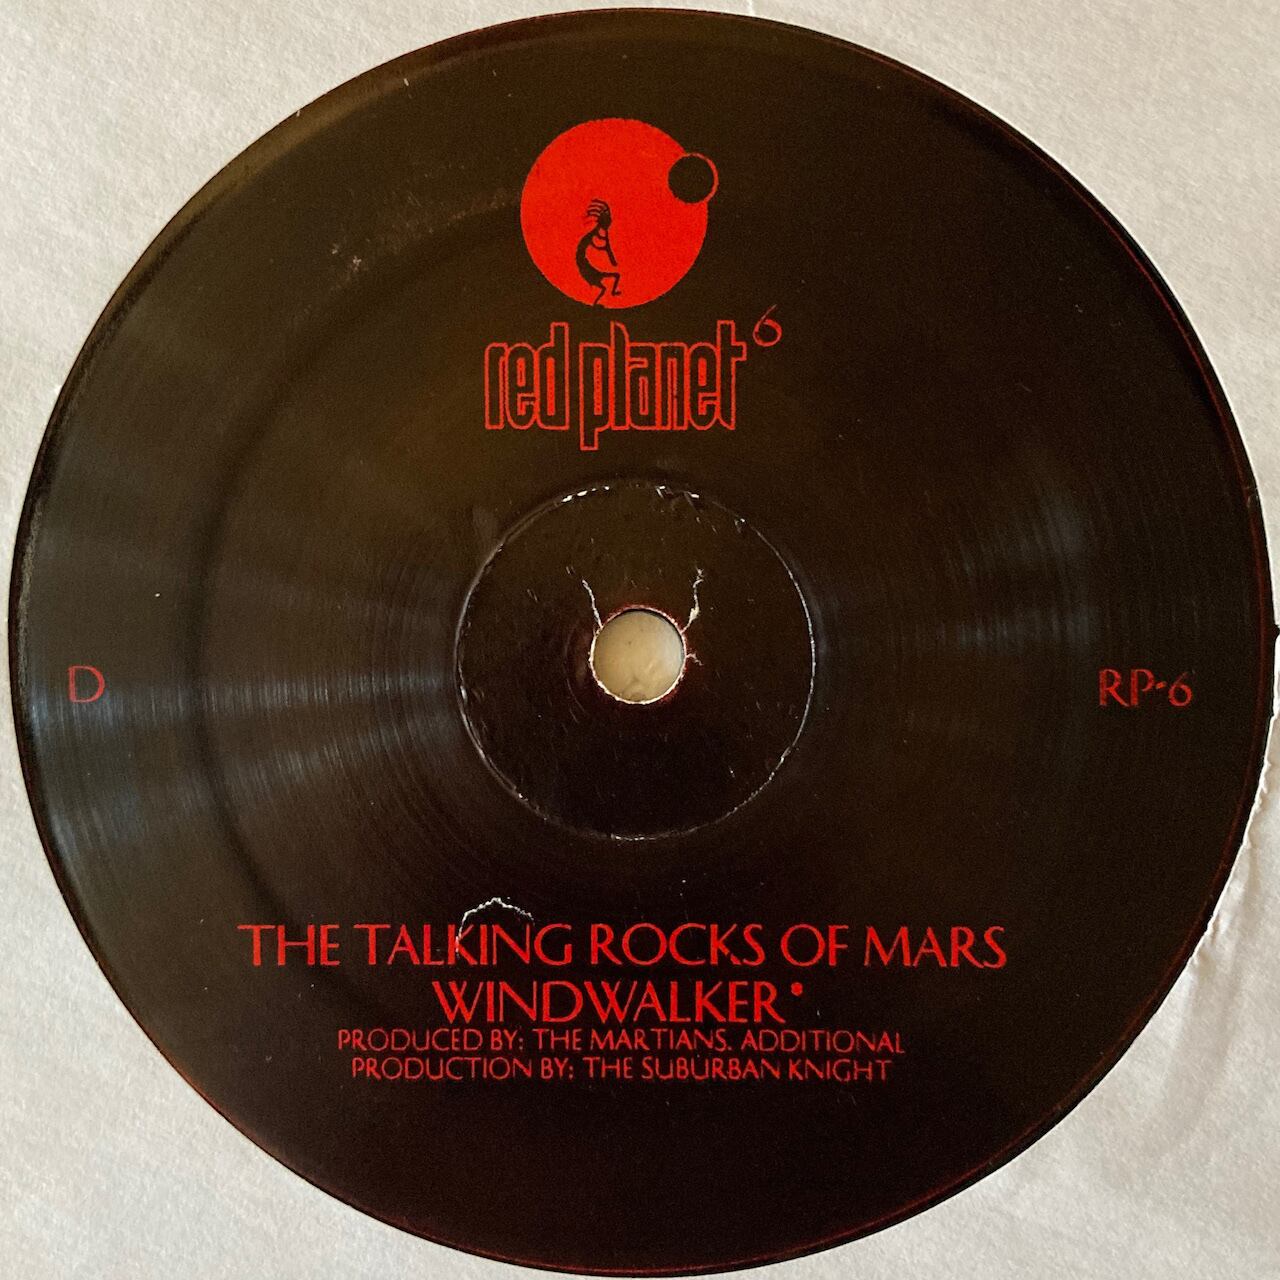 red planet 6
D
RP-6
THE TALKING ROCKS OF MARS
WINDWALKER•
PRODUCED BY: THE MARTIANS. ADDITIONAL
PRODUCTION BY: THE SUBURBAN KNIGHT